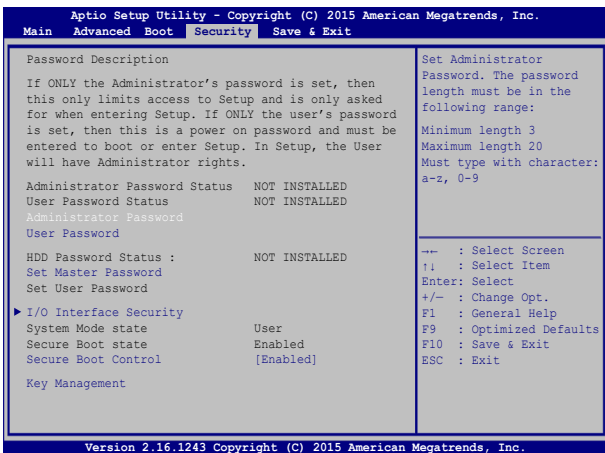 Aptio Setup Utility - Copyright (C) 2015 American Megatrends, Inc.
Main Advanced Boot Security Save & Exit
Password Description
If ONLY the Administrator's password is set, then
this only limits access to Setup and is only asked
for when entering Setup. If ONLY the user's password
is set, then this is a power on password and must be
entered to boot or enter Setup. In Setup, the User
will have Administrator rights.
Administrator Password Status NOT INSTALLED
User Password Status NOT INSTALLED
Administrator Password
User Password
HDD Password Status : NOT INSTALLED
Set Master Password
Set User Password
I/O Interface Security
System Mode state User
Secure Boot state Enabled
Secure Boot Control [Enabled]
Key Management
Set Administrator
Password. The password
length must be in the
following range:
Minimum length 3
Maximum length 20
Must type with character:
a-z, 0-9
→← : Select Screen
↑↓ : Select Item
Enter: Select
+/— : Change Opt.
F1 : General Help
F9 : Optimized Defaults
F10 : Save & Exit
ESC : Exit
Version 2.16.1243 Copyright (C) 2015 American Megatrends, Inc.